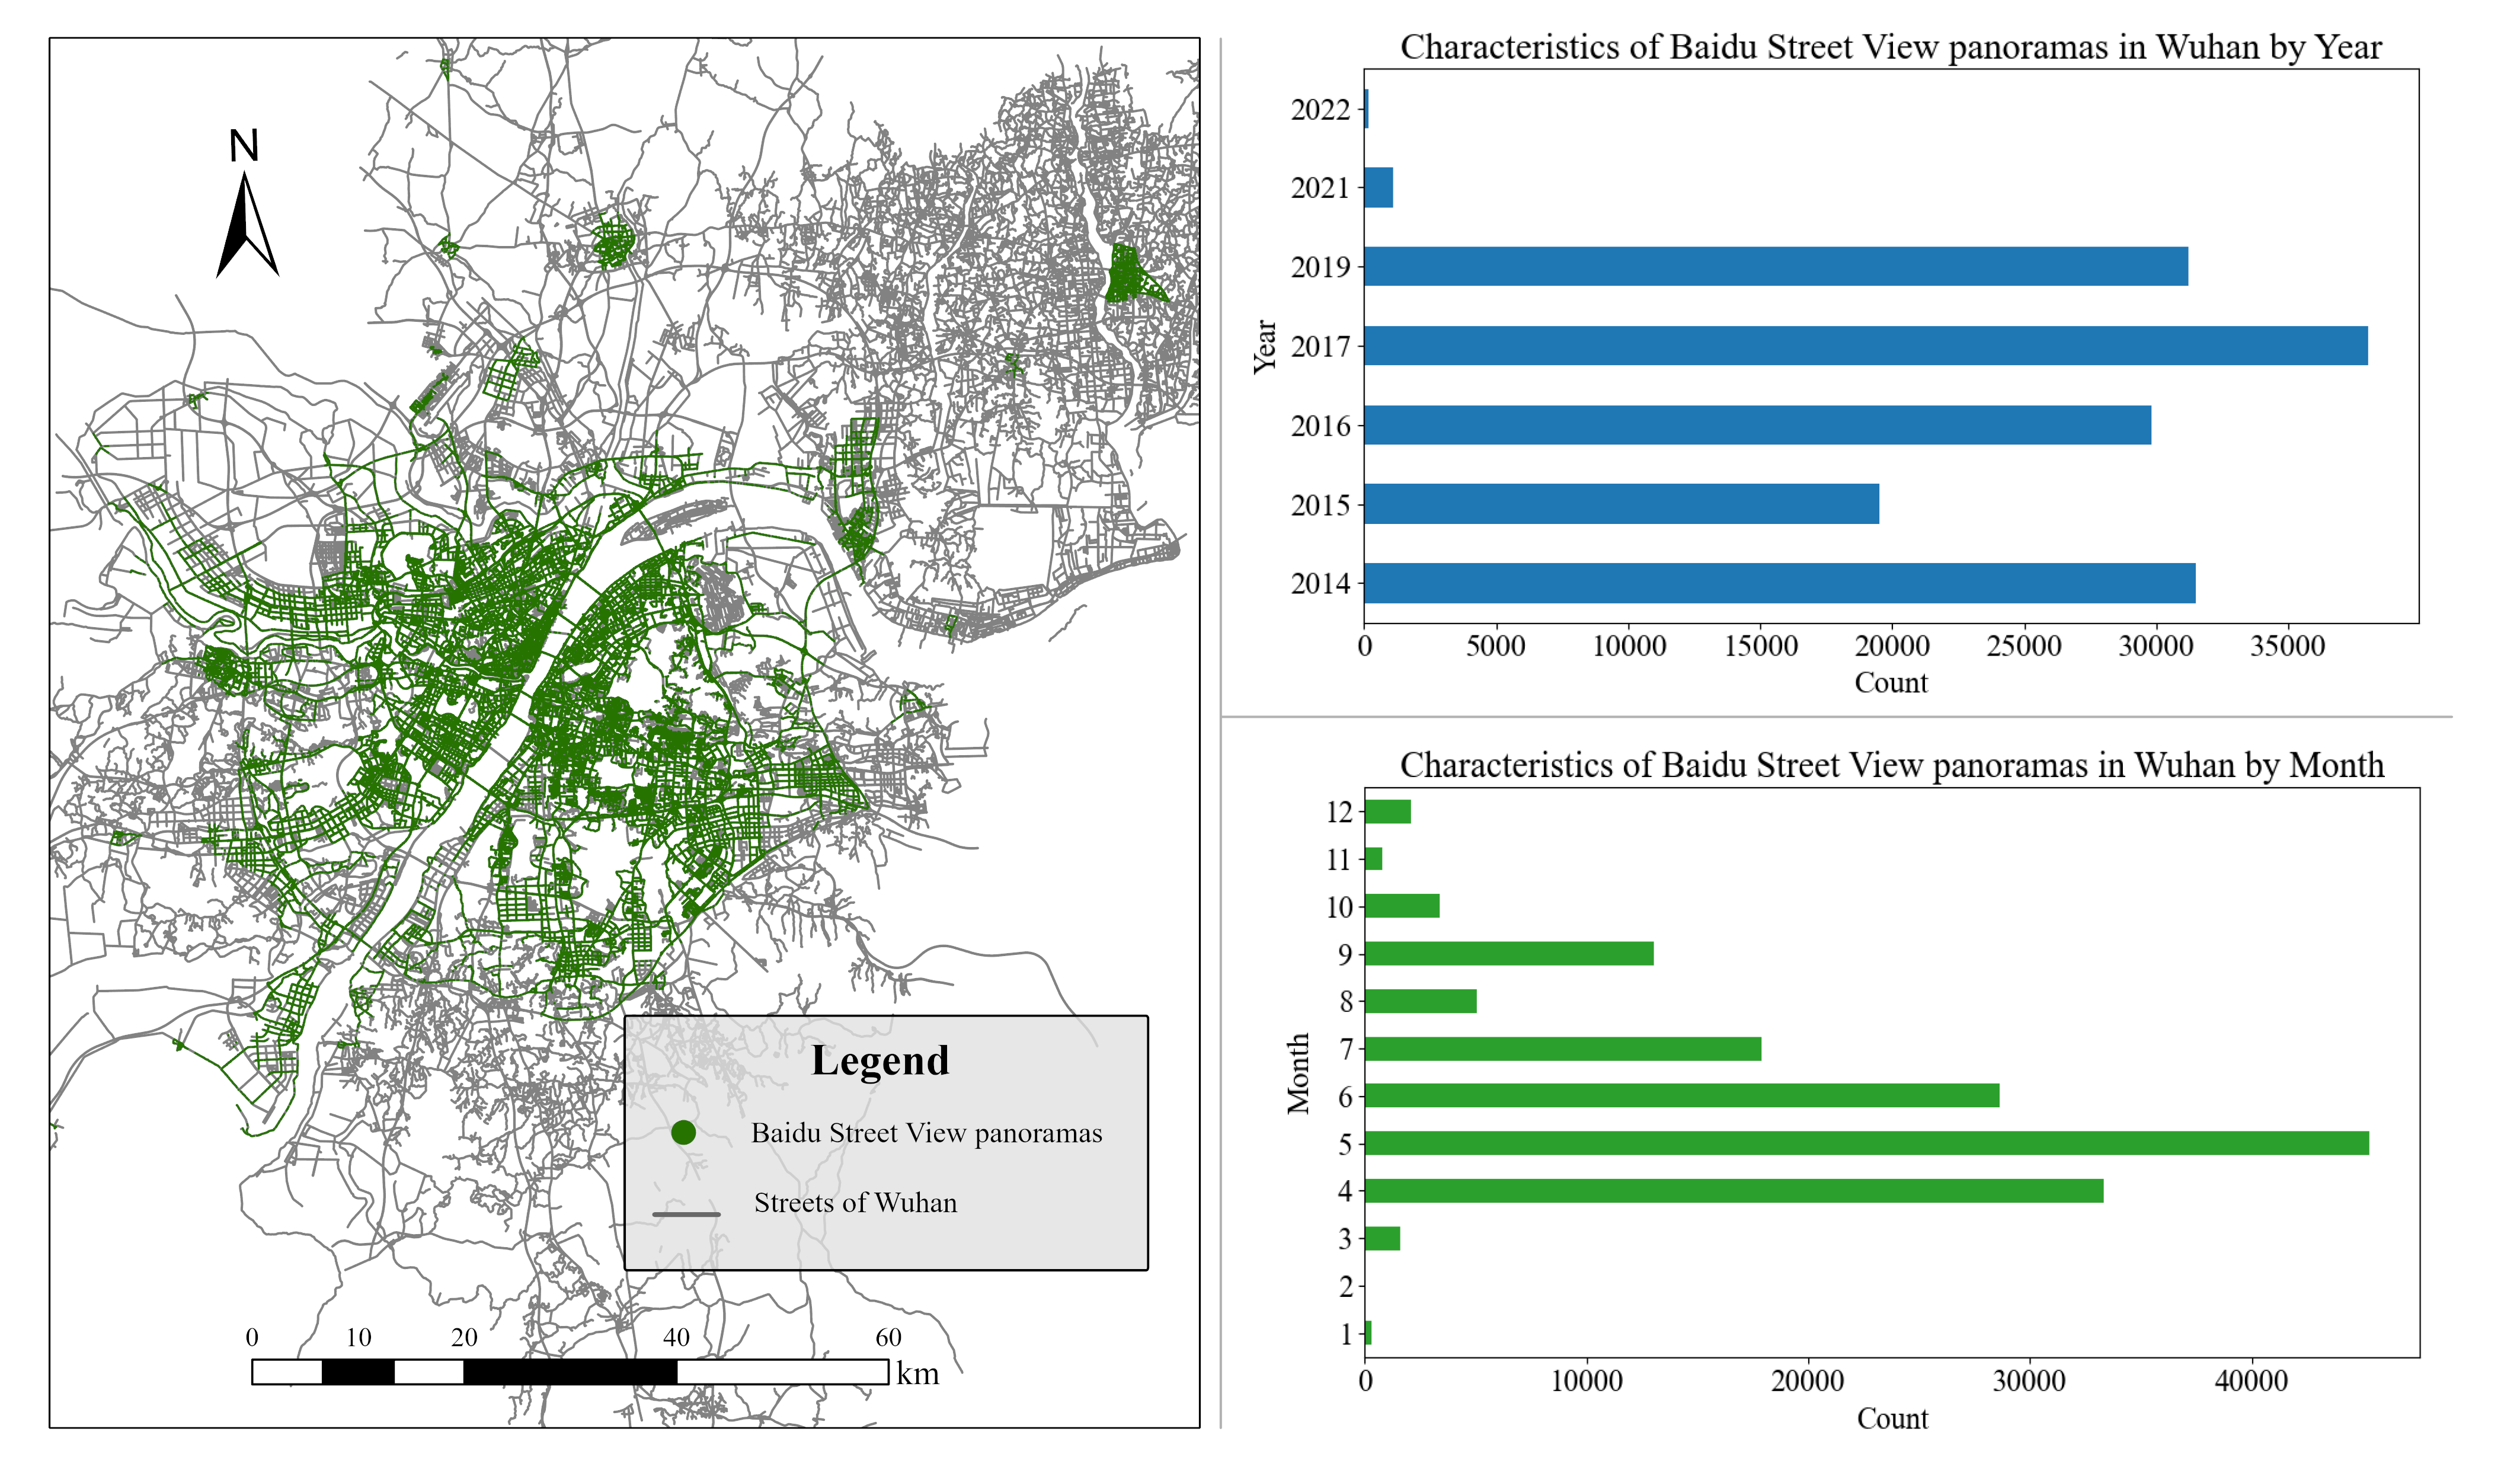 N
Legend
Baidu Street View panoramas
Streets of Wuhan
0 10 20 40 60
km
Characteristics of Baidu Street View panoramas in Wuhan by Year
Year
2022
2021
2019
2017
2016
2015
2014
0 5000 10000 15000 20000 25000 30000 35000
Count
Characteristics of Baidu Street View panoramas in Wuhan by Month
Month
12
11
10
9
8
7
6
5
4
3
2
1
0 10000 20000 30000 40000
Count